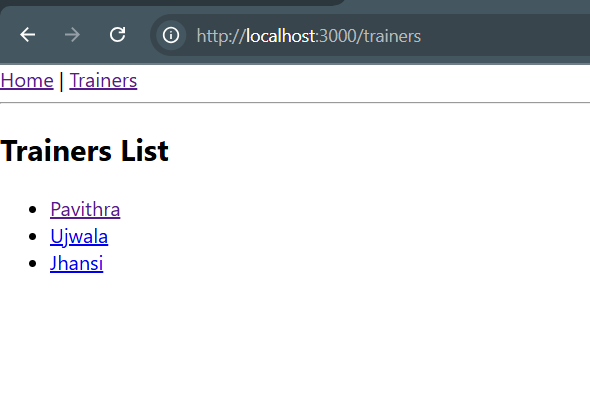 http://localhost:3000/trainers
Home | Trainers
Trainers List
Pavithra
Ujwala
Jhansi